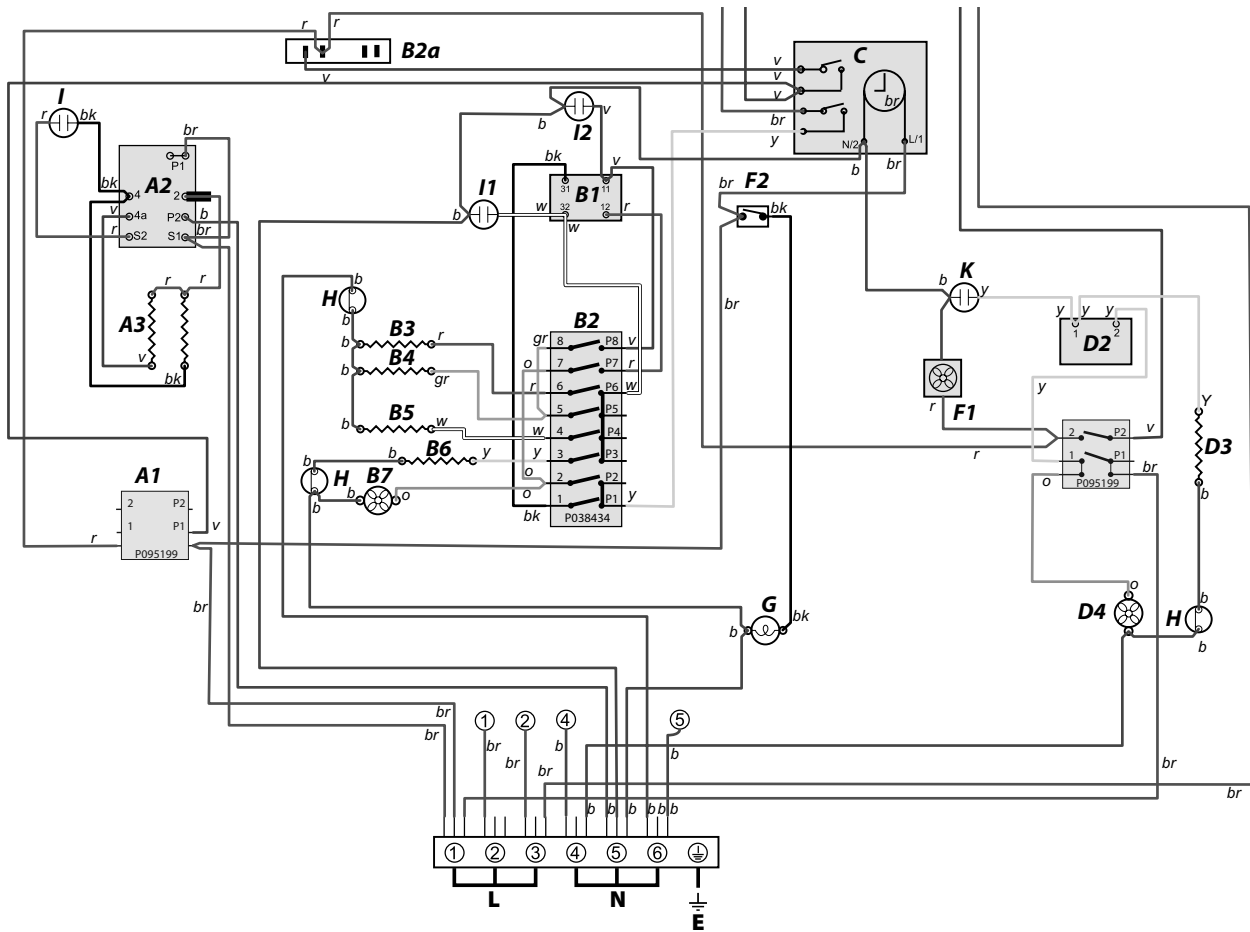 r
r
B2a
v
C
v
v
v
br
br
y
N/2
L/1
b
br
I
r
bk
br
P1
A2
bk
4
2
v
4a
P2
b
r
S2
S1
br
r
r
A3
v
bk
b
I2
v
bk
v
31
11
B1
32
12
w
r
w
I1
b
F2
br
bk
br
H
b
b
B3
r
b
B4
gr
b
B5
w
B6
b
y
H
b
b
B7
b
o
B2
gr
8
P8
v
o
7
P7
r
r
6
P6
w
5
P5
w
4
P4
y
3
P3
o
2
P2
o
1
P1
y
bk
P038434
K
b
y
y
y
y
1
2
D2
F1
r
y
r
2
P2
v
1
P1
br
o
P095199
Y
D3
b
A1
2
P2
1
P1
v
r
P095199
br
G
b
bk
D4
o
b
H
b
br
br
1
br
2
br
4
b
5
b
br
br
br
b
b
b
b
b
b
1
2
3
4
5
6
L
N
E